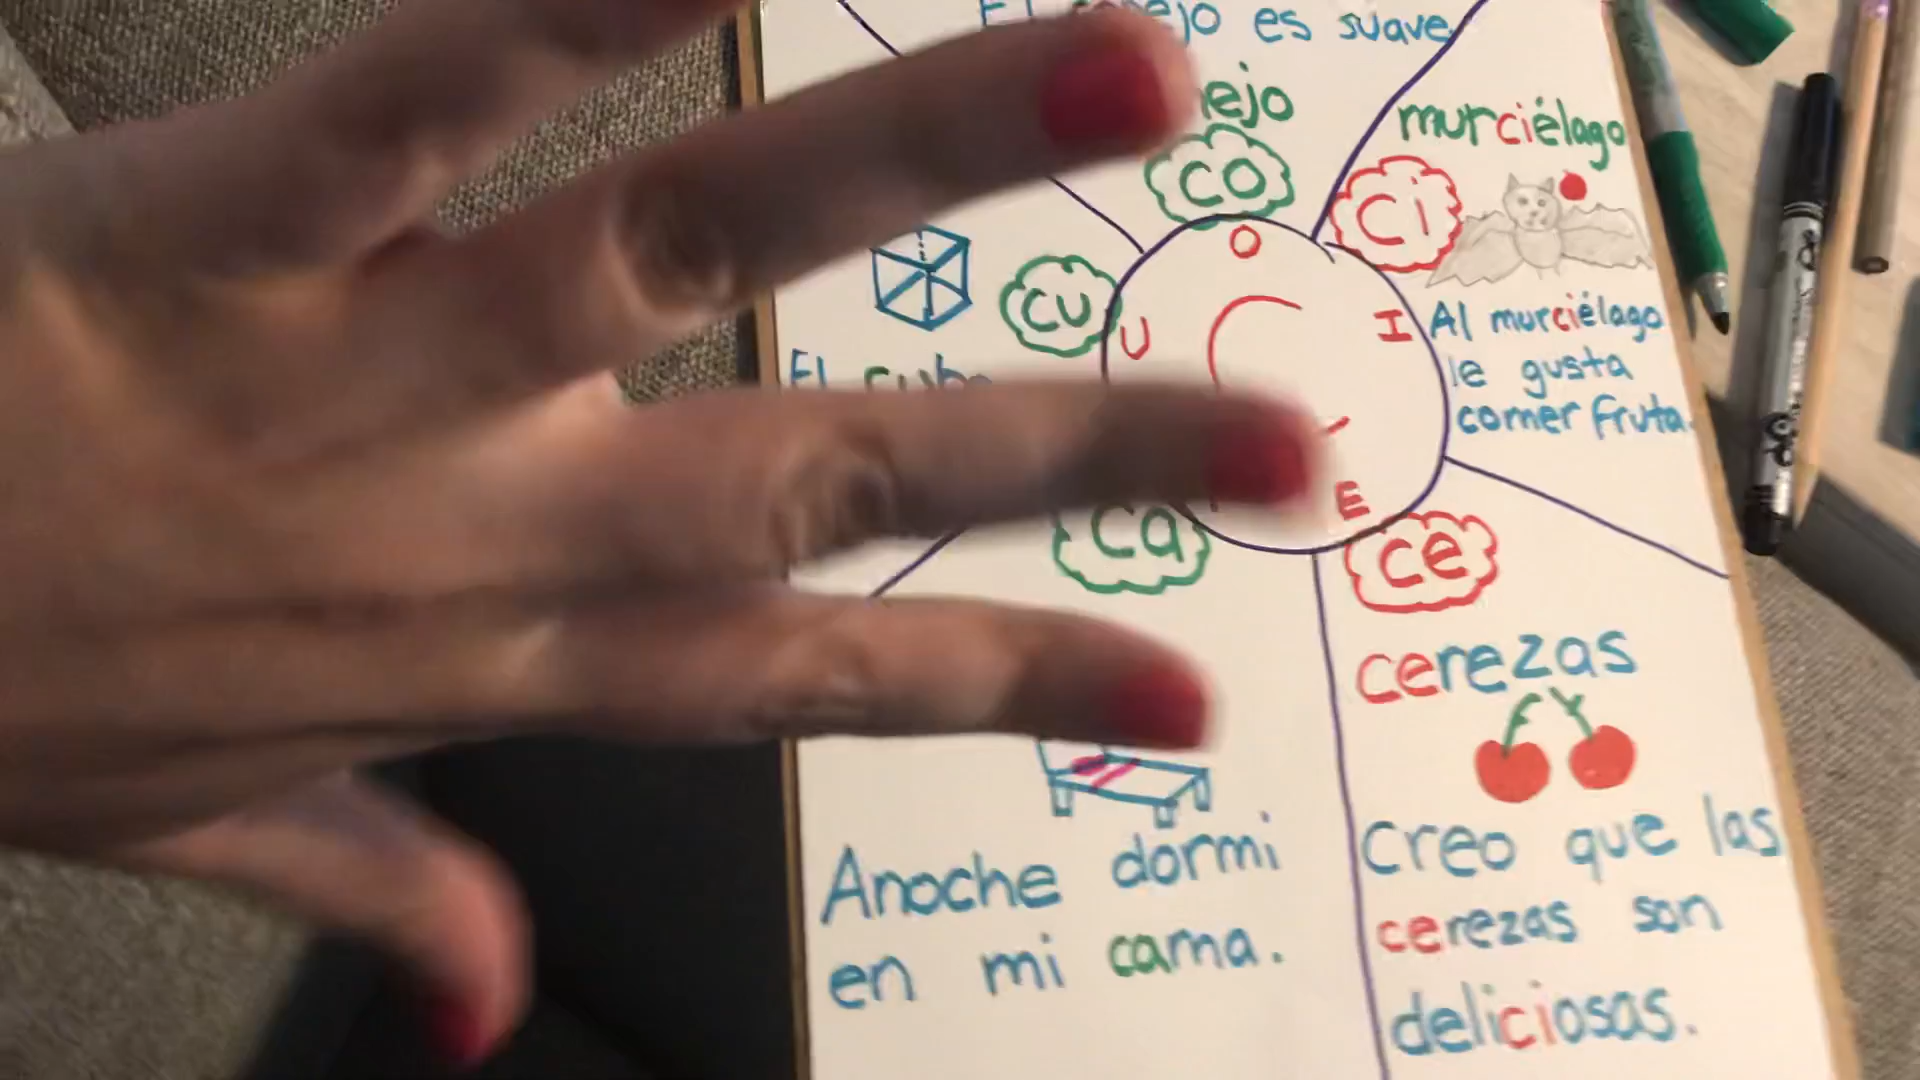 es suave
murciélago
co
ci
O
cu
U
C
I
Al murciélago
le gusta
comer fruta.
E
ca
ce
cerezas
Anoche dormi
en mi cama.
Creo que las
cerezas son
deliciosas.